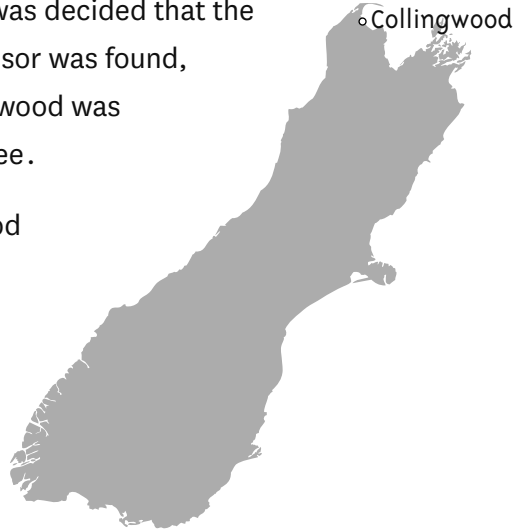 was decided that the
Collingwood
sor was found,
wood was
ee.
od